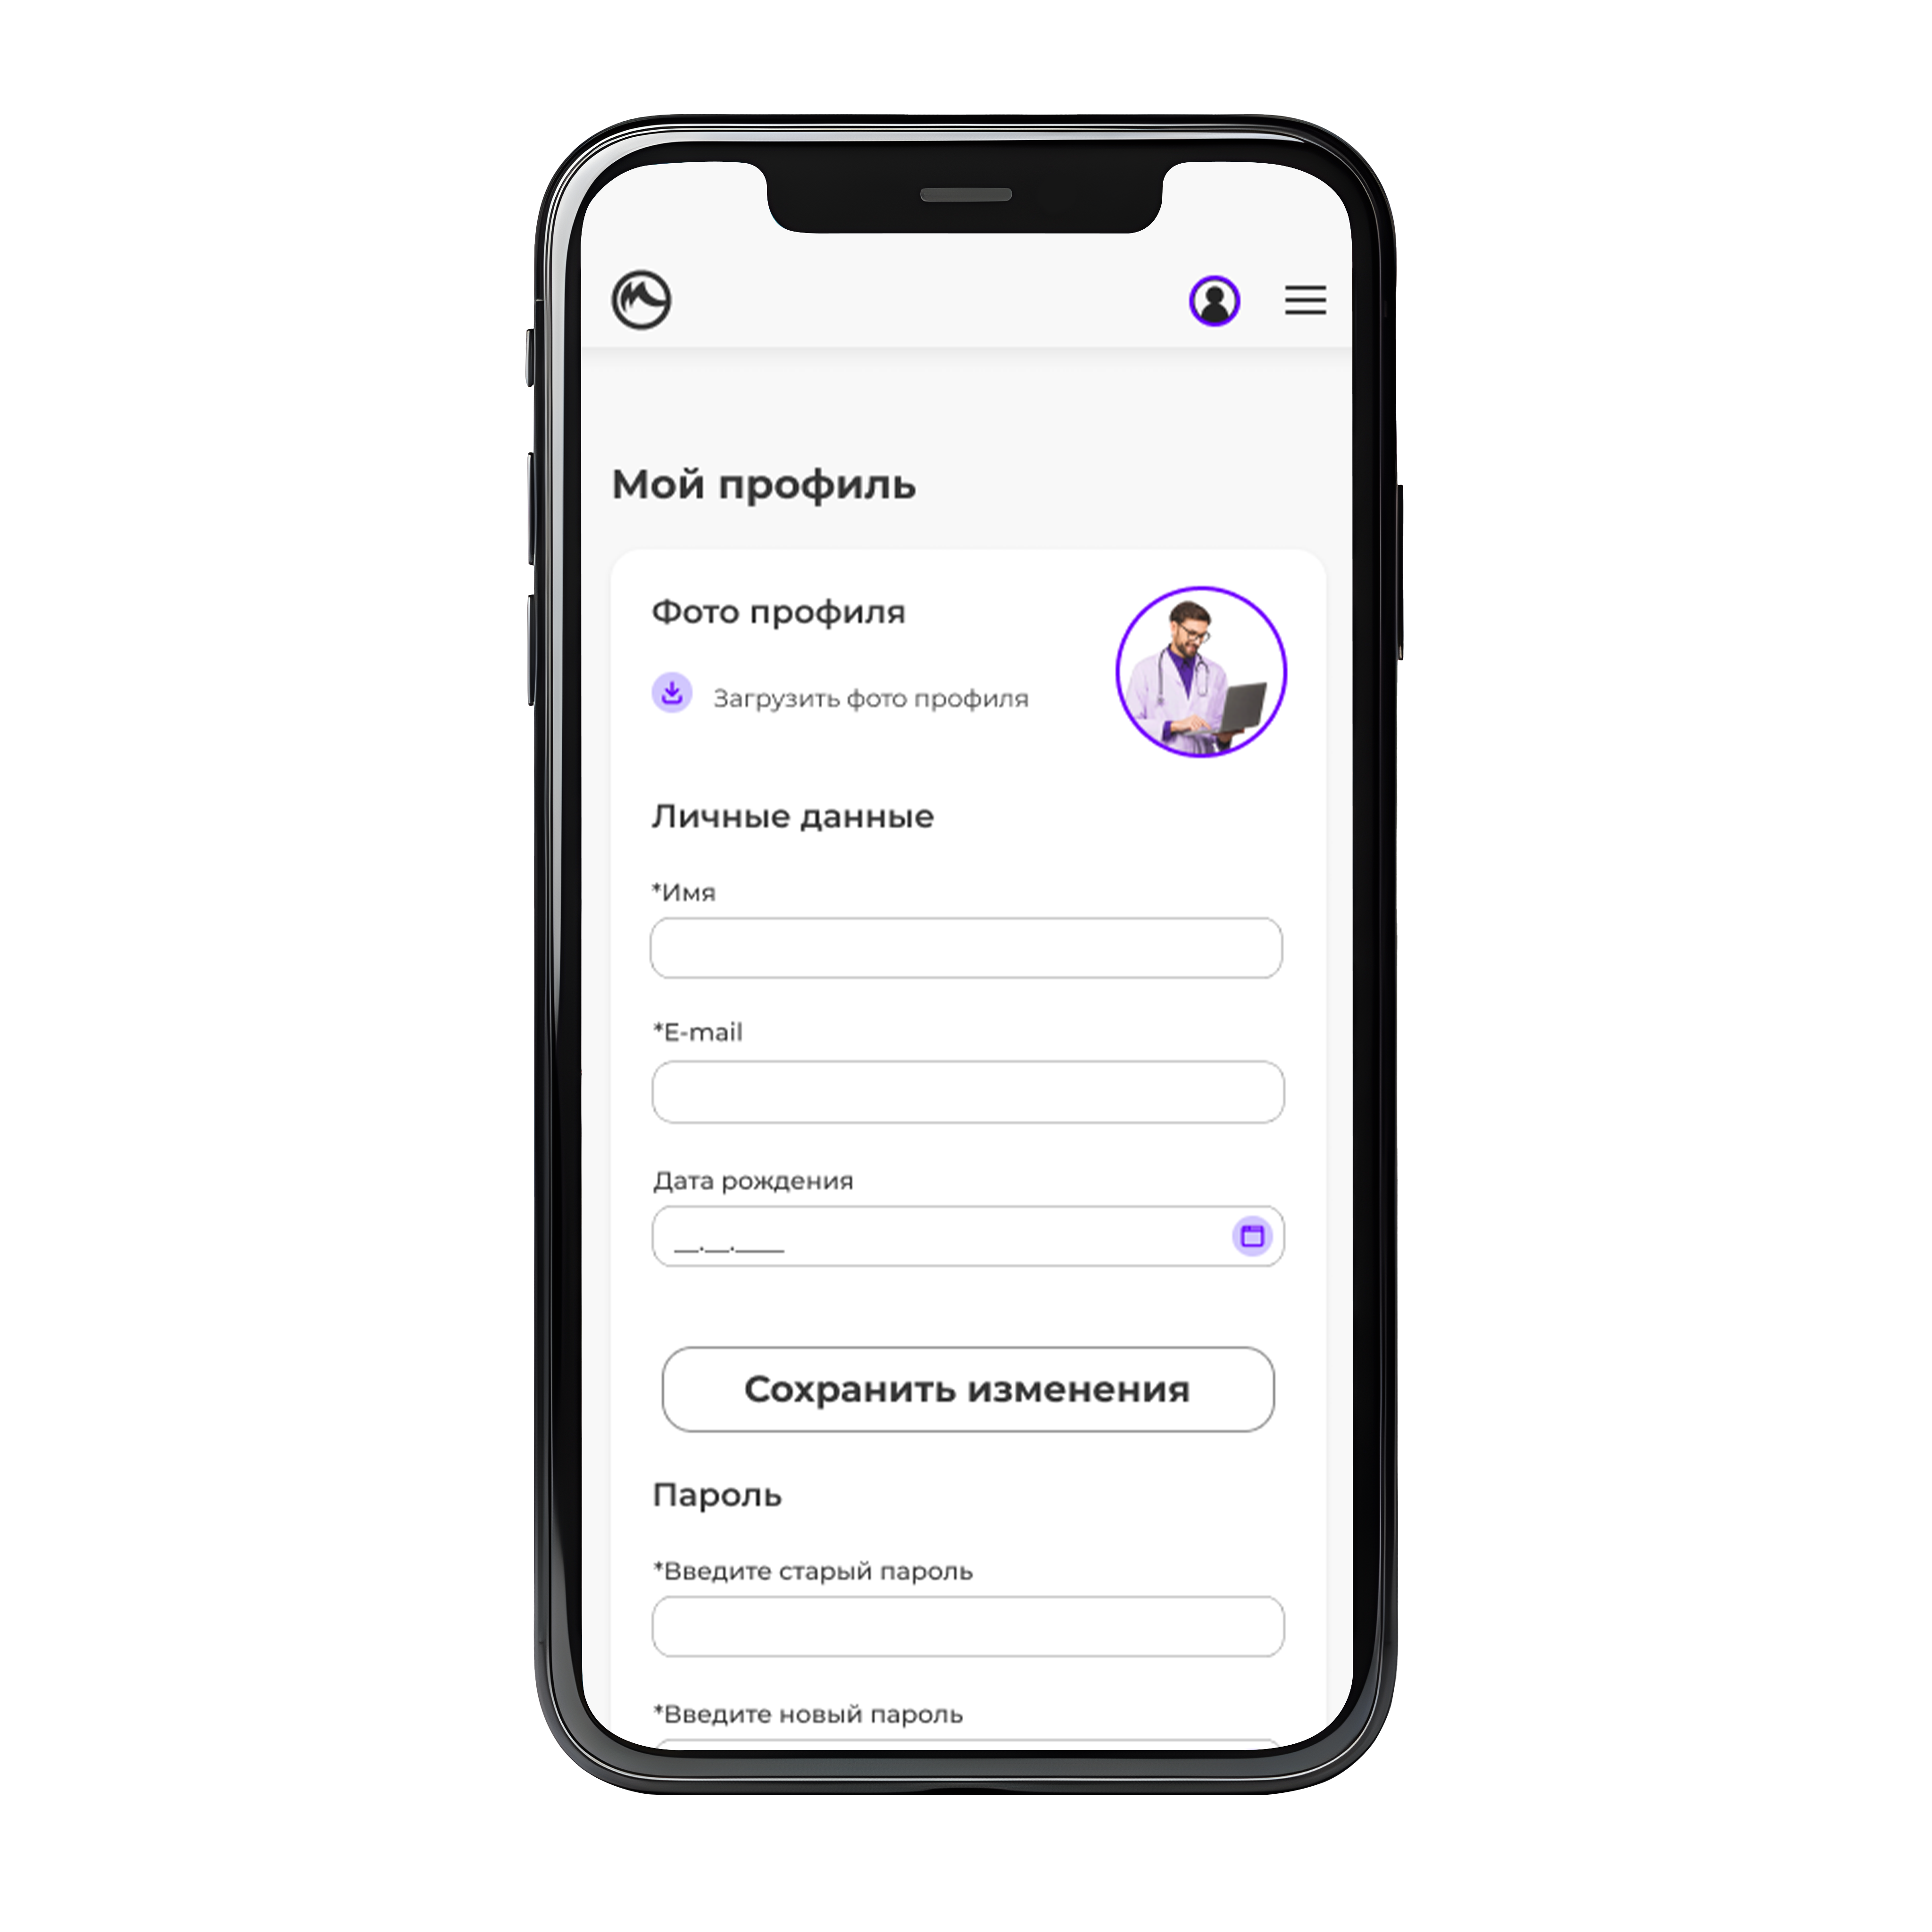 Мой профиль
Фото профиля
Загрузить фото профиля
Личные данные
*Имя
*E-mail
Дата рождения
__.__.____
Сохранить изменения
Пароль
*Введите старый пароль
*Введите новый пароль